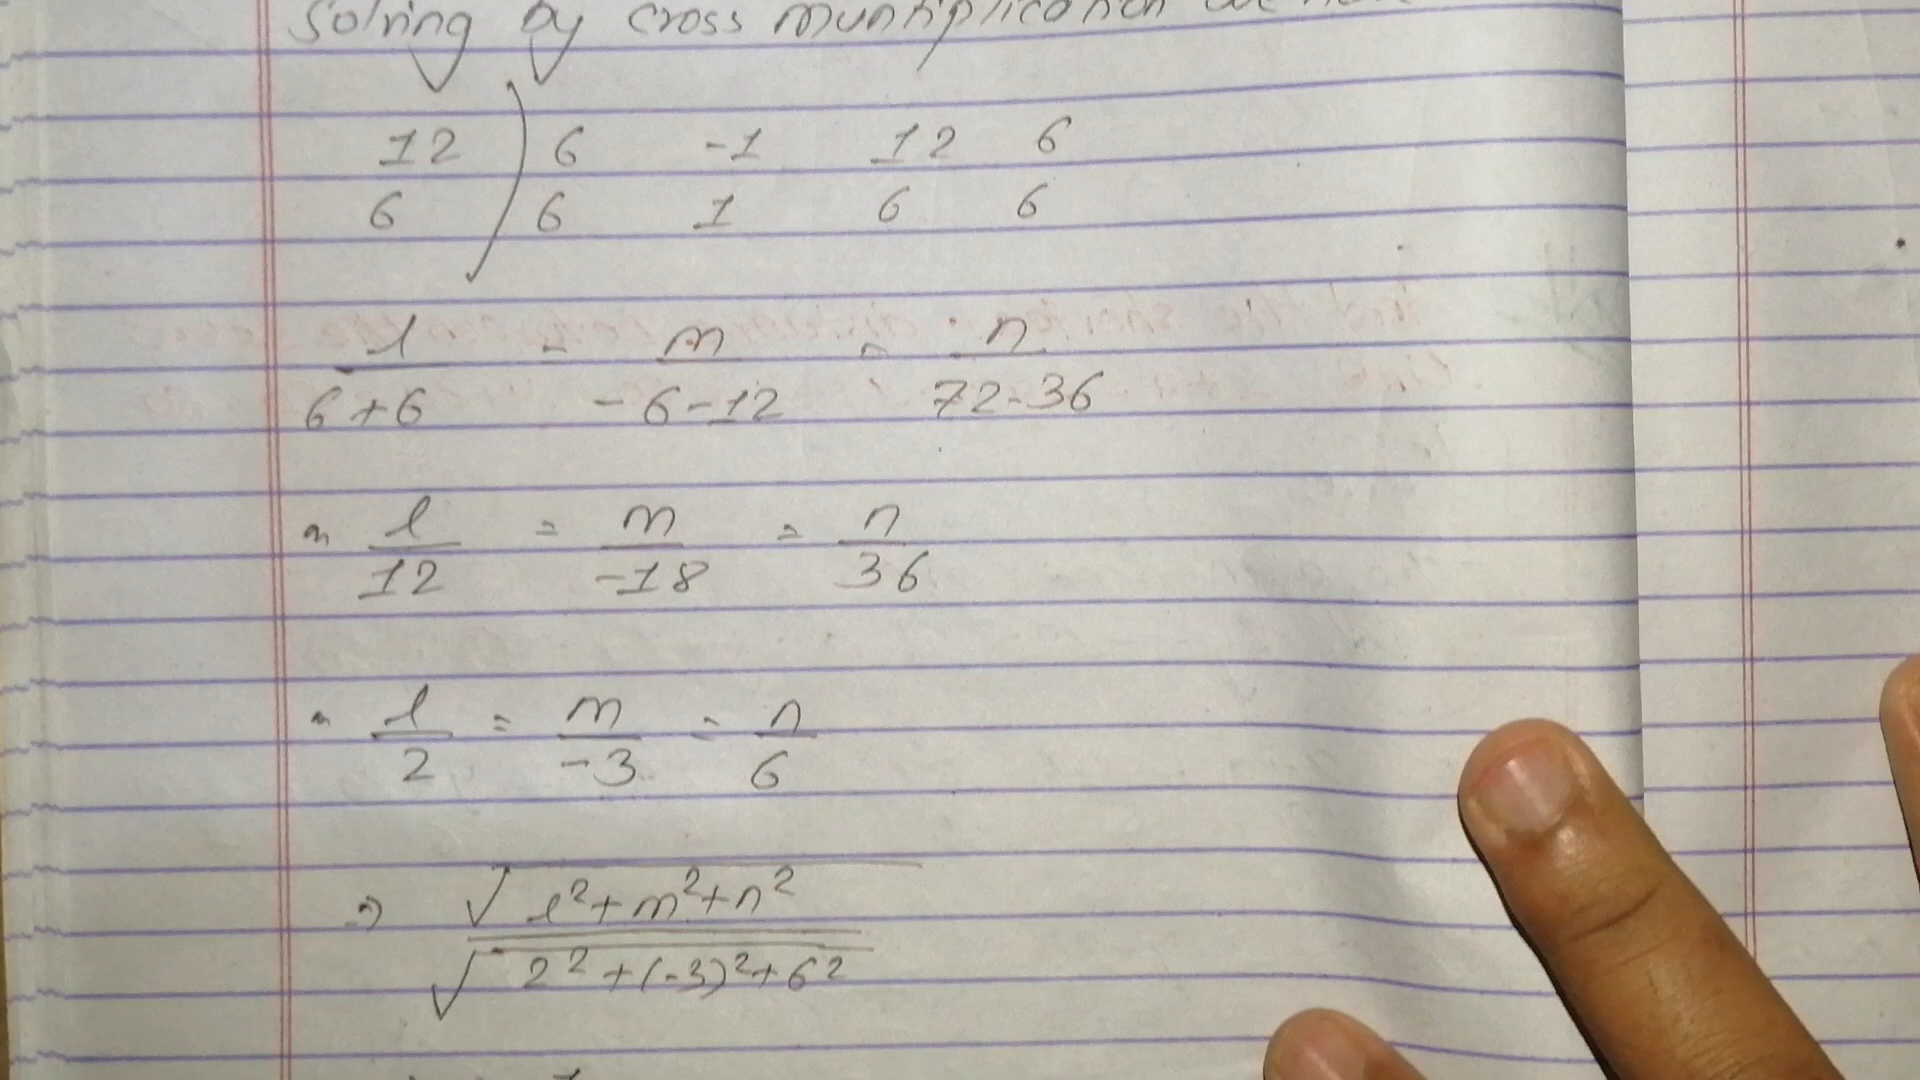 Solving by cross
12 ) 6 -1 12 6
6 6 1 6 6
l/6+6 = m/-6-12 = n/72-36
l/12 = m/-18 = n/36
l/2 = m/-3 = n/6
⇒ √l²+m²+n² / √2²+(-3)²+6²